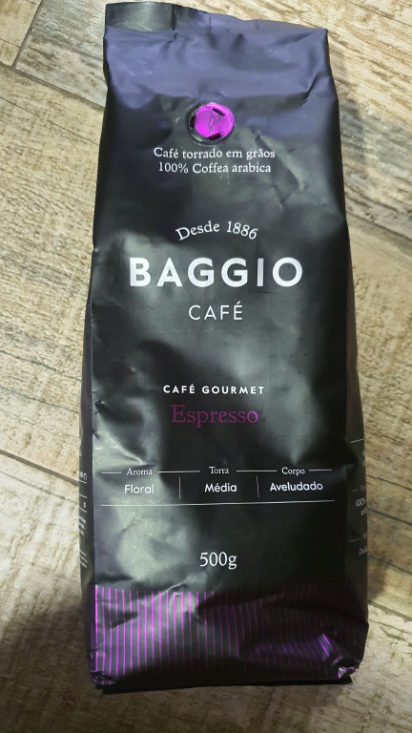 Café torrado em grãos
100% Coffea arabica
Desde 1886
BAGGIO
CAFÉ
CAFÉ GOURMET
Espresso
Aroma Torra Corpo
Floral Média Aveludado
500g